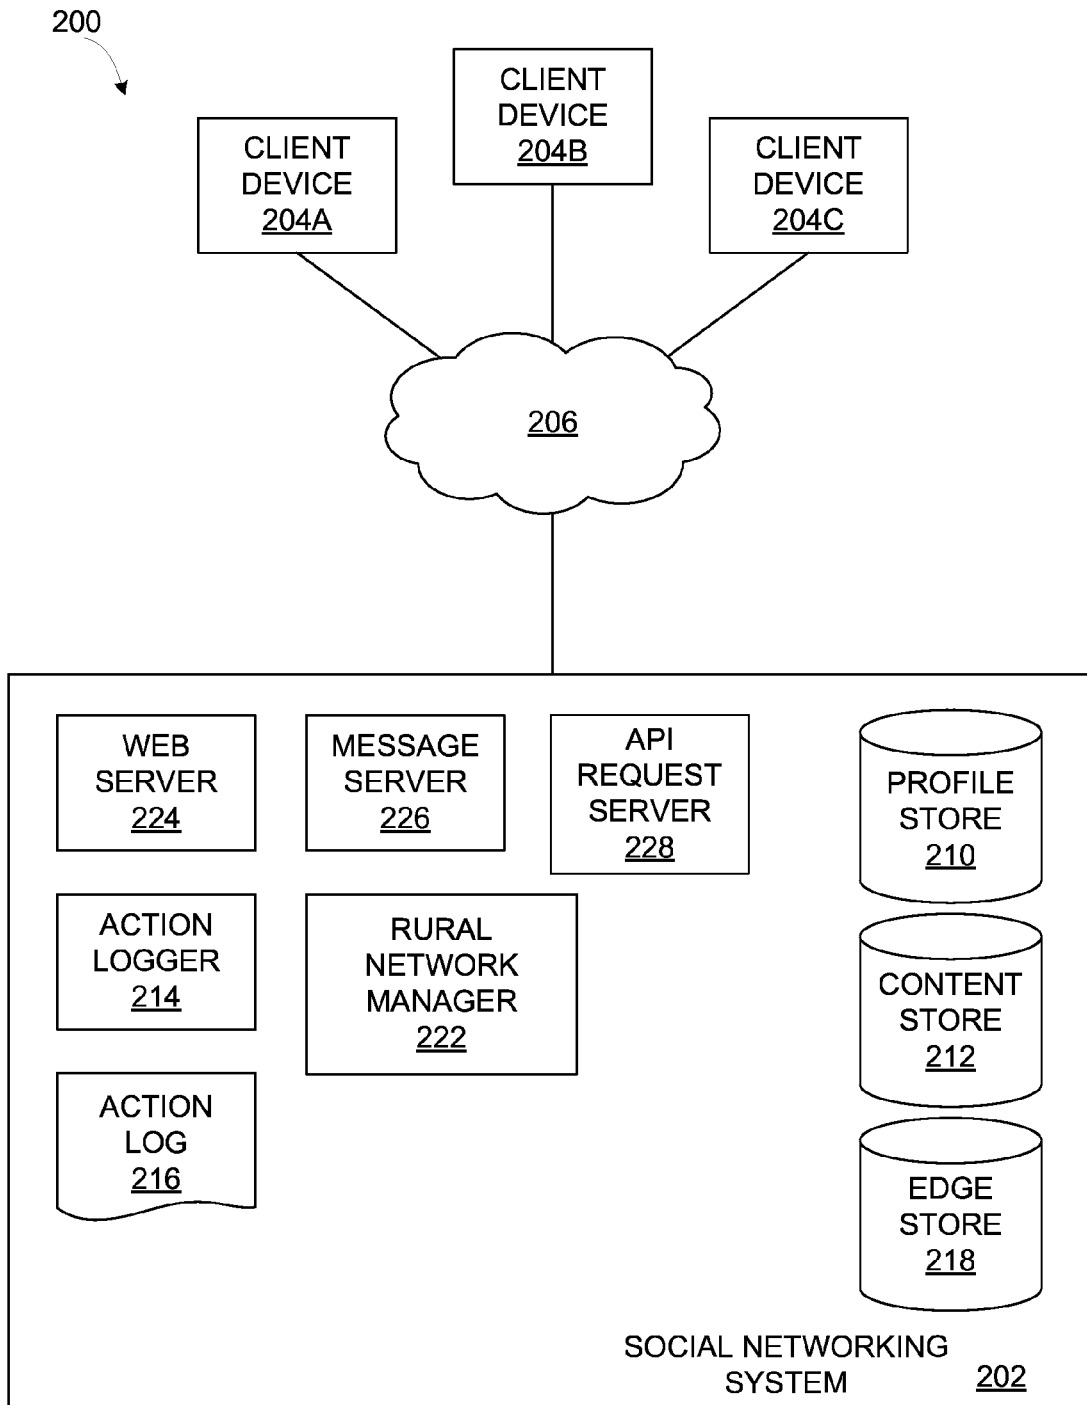 200
CLIENT
DEVICE
204A
CLIENT
DEVICE
204B
CLIENT
DEVICE
204C
206
WEB
SERVER
224
MESSAGE
SERVER
226
API
REQUEST
SERVER
228
PROFILE
STORE
210
ACTION
LOGGER
214
RURAL
NETWORK
MANAGER
222
CONTENT
STORE
212
ACTION
LOG
216
EDGE
STORE
218
SOCIAL NETWORKING
SYSTEM
202